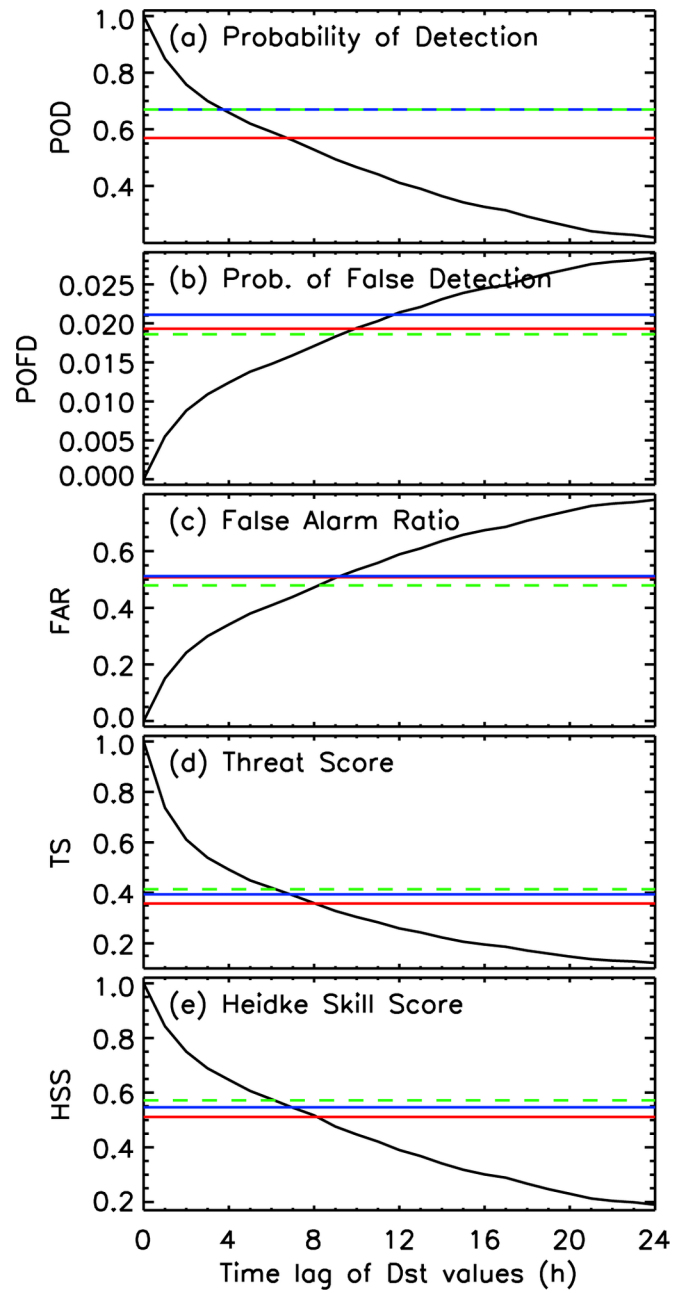 (a) Probability of Detection
POD
1.0
0.8
0.6
0.4
(b) Prob. of False Detection
POFD
0.025
0.020
0.015
0.010
0.005
0.000
(c) False Alarm Ratio
FAR
0.6
0.4
0.2
0.0
(d) Threat Score
TS
1.0
0.8
0.6
0.4
0.2
(e) Heidke Skill Score
HSS
1.0
0.8
0.6
0.4
0.2
0 4 8 12 16 20 24
Time lag of Dst values (h)